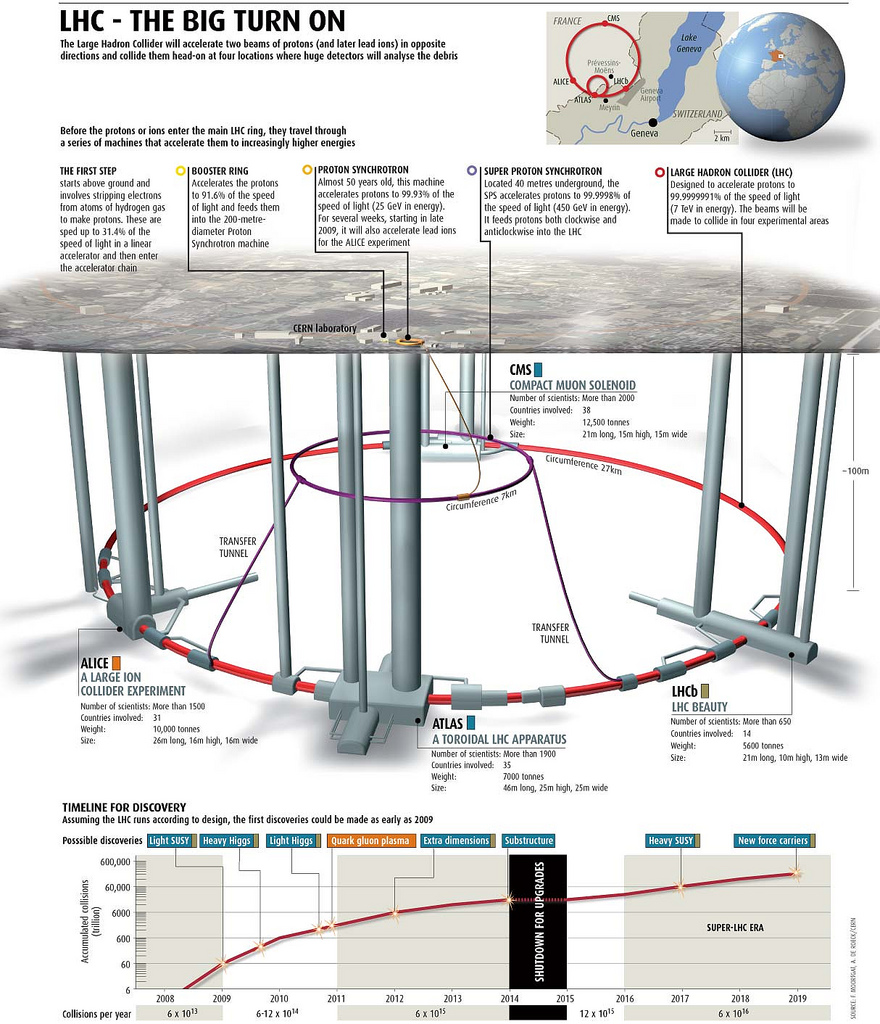 LHC - THE BIG TURN ON
The Large Hadron Collider will accelerate two beams of protons (and later lead ions) in opposite
directions and collide them head-on at four locations where huge detectors will analyse the debris
FRANCE
CMS
Lake
Geneva
Prévessin-
Moëns
ALICE
LHCb
ATLAS
Meyrin
Geneva
Airport
SWITZERLAND
Geneva
2 km
Before the protons or ions enter the main LHC ring, they travel through
a series of machines that accelerate them to increasingly higher energies
THE FIRST STEP
starts above ground and
involves stripping electrons
from atoms of hydrogen gas
to make protons. These are
sped up to 31.4% of the
speed of light in a linear
accelerator and then enter
the accelerator chain
BOOSTER RING
Accelerates the protons
to 91.6% of the speed
of light and feeds them
into the 200-metre-
diameter Proton
Synchrotron machine
PROTON SYNCHROTRON
Almost 50 years old, this machine
accelerates protons to 99.93% of the
speed of light (25 GeV in energy).
For several weeks, starting in late
2009, it will also accelerate lead ions
for the ALICE experiment
SUPER PROTON SYNCHROTRON
Located 40 metres underground, the
SPS accelerates protons to 99.9998% of
the speed of light (450 GeV in energy).
It feeds protons both clockwise and
anticlockwise into the LHC
LARGE HADRON COLLIDER (LHC)
Designed to accelerate protons to
99.9999991% of the speed of light
(7 TeV in energy). The beams will be
made to collide in four experimental areas
CERN laboratory
CMS
COMPACT MUON SOLENOID
Number of scientists: More than 2000
Countries involved: 38
Weight: 12,500 tonnes
Size: 21m long, 15m high, 15m wide
Circumference 27km
~100m
Circumference 7km
TRANSFER
TUNNEL
TRANSFER
TUNNEL
ALICE
A LARGE ION
COLLIDER EXPERIMENT
Number of scientists: More than 1500
Countries involved: 31
Weight: 10,000 tonnes
Size: 26m long, 16m high, 16m wide
ATLAS
A TOROIDAL LHC APPARATUS
Number of scientists: More than 1900
Countries involved: 35
Weight: 7000 tonnes
Size: 46m long, 25m high, 25m wide
LHCb
LHC BEAUTY
Number of scientists: More than 650
Countries involved: 14
Weight: 5600 tonnes
Size: 21m long, 10m high, 13m wide
TIMELINE FOR DISCOVERY
Assuming the LHC runs according to design, the first discoveries could be made as early as 2009
Posssible discoveries
Light SUSY
Heavy Higgs
Light Higgs
Quark gluon plasma
Extra dimensions
Substructure
Heavy SUSY
New force carriers
Accumulated collisions
(trillion)
600,000
60,000
6000
600
60
6
SHUTDOWN FOR UPGRADES
SUPER-LHC ERA
2008 2009 2010 2011 2012 2013 2014 2015 2016 2017 2018 2019
Collisions per year 6 x 10¹³ 6-12 x 10¹⁴ 6 x 10¹⁵ 12 x 10¹⁵ 6 x 10¹⁶